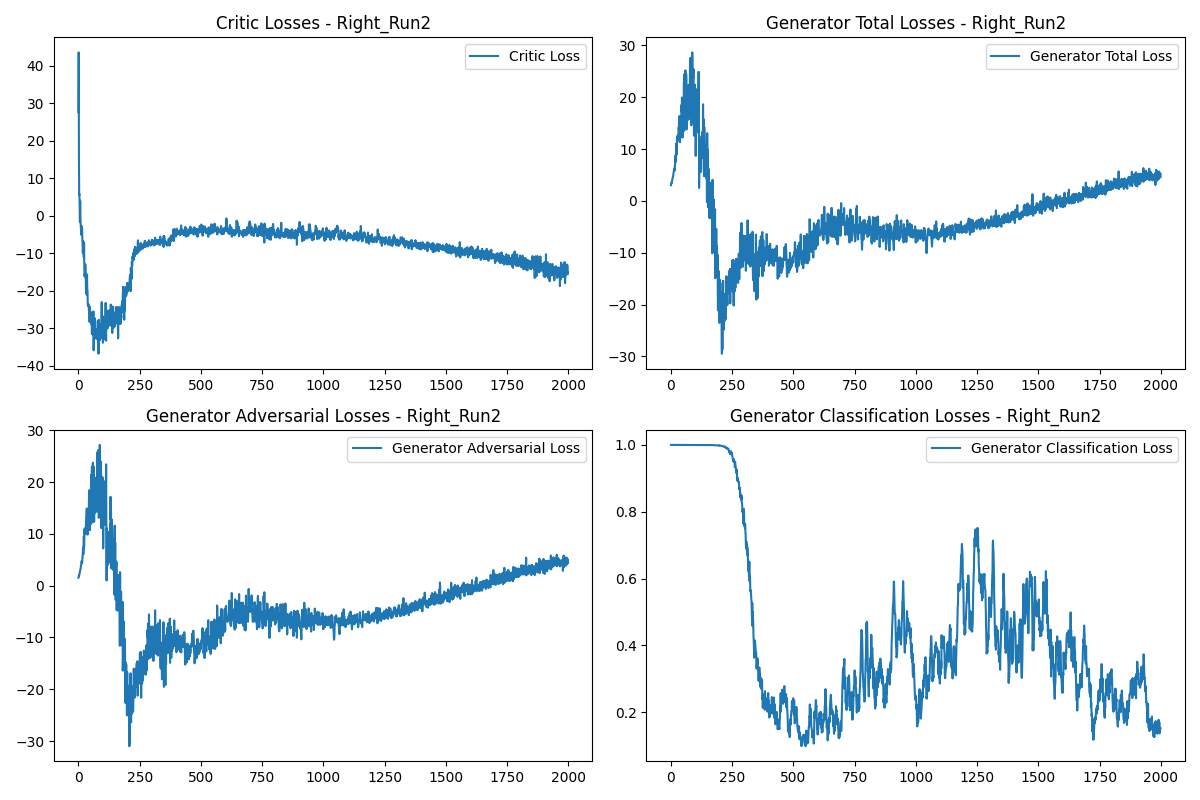 Critic Losses - Right_Run2
Critic Loss
40
30
20
10
0
−10
−20
−30
−40
0 250 500 750 1000 1250 1500 1750 2000
Generator Total Losses - Right_Run2
Generator Total Loss
30
20
10
0
−10
−20
−30
0 250 500 750 1000 1250 1500 1750 2000
Generator Adversarial Losses - Right_Run2
Generator Adversarial Loss
30
20
10
0
−10
−20
−30
0 250 500 750 1000 1250 1500 1750 2000
Generator Classification Losses - Right_Run2
Generator Classification Loss
1.0
0.8
0.6
0.4
0.2
0 250 500 750 1000 1250 1500 1750 2000